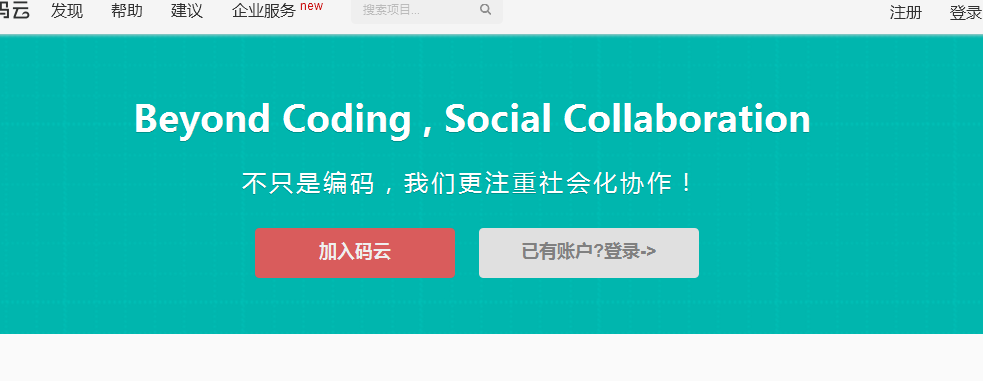 码云 发现 帮助 建议 企业服务 new 搜索项目... 注册 登录
Beyond Coding , Social Collaboration
不只是编码，我们更注重社会化协作！
加入码云 已有账户?登录->